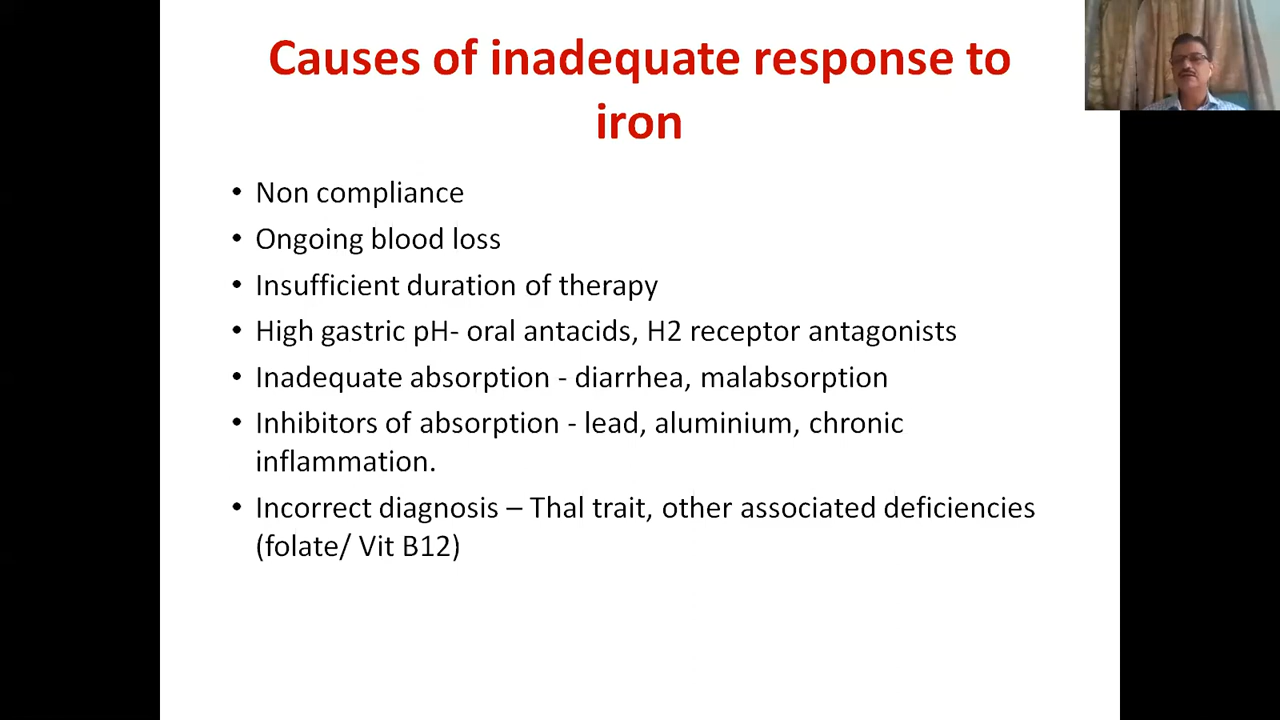 Causes of inadequate response to
iron
• Non compliance
• Ongoing blood loss
• Insufficient duration of therapy
• High gastric pH- oral antacids, H2 receptor antagonists
• Inadequate absorption - diarrhea, malabsorption
• Inhibitors of absorption - lead, aluminium, chronic
inflammation.
• Incorrect diagnosis – Thal trait, other associated deficiencies
(folate/ Vit B12)